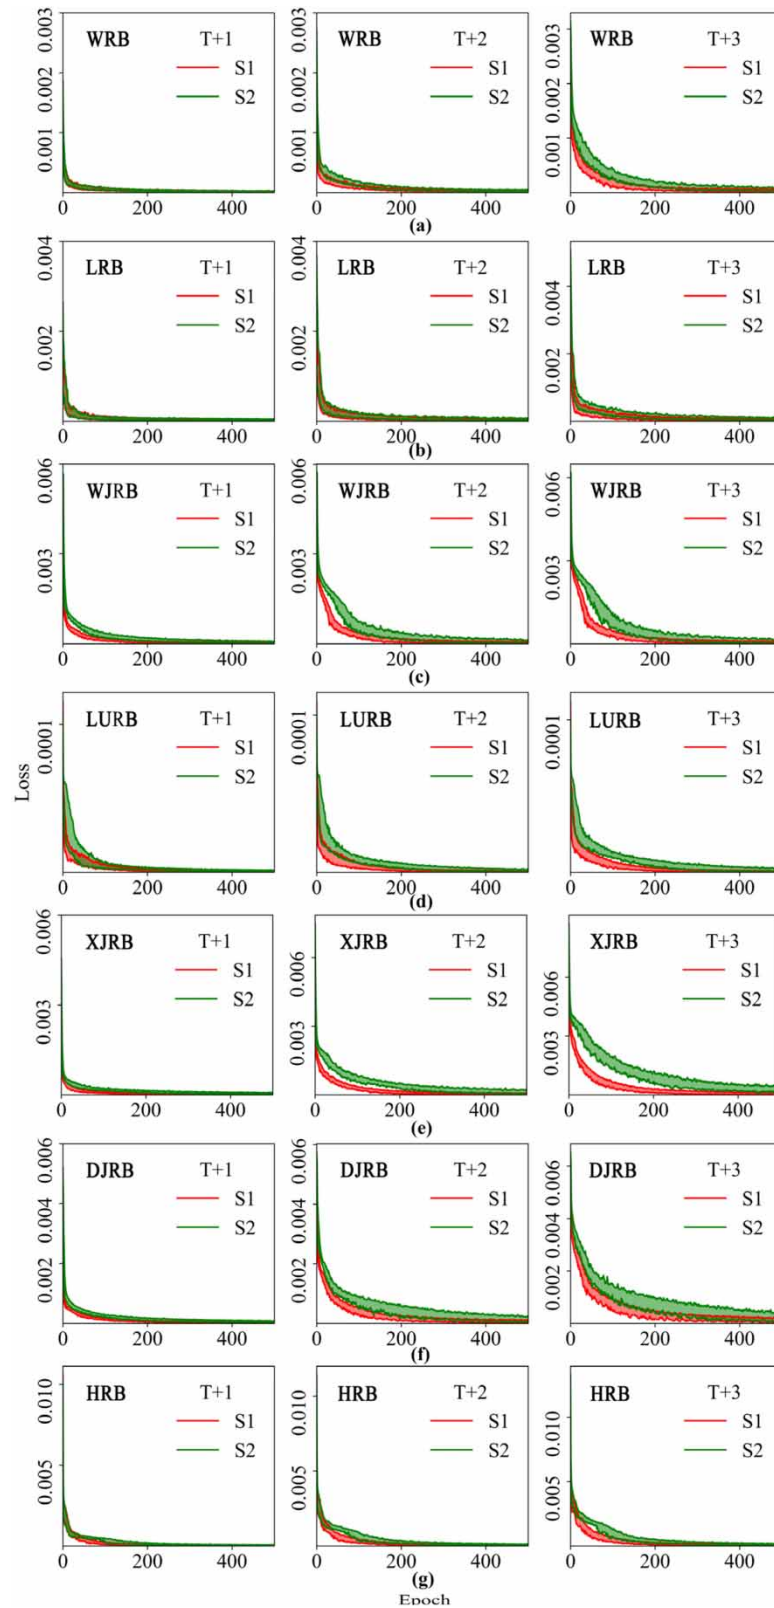 0.003
0.002
0.001
WRB T+1
S1
S2
0 200 400
WRB T+2
S1
S2
0.003
0.002
0.001
0 200 400
WRB T+3
S1
S2
0.003
0.002
0.001
0 200 400
(a)
0.004
0.002
LRB T+1
S1
S2
0 200 400
0.004
0.002
LRB T+2
S1
S2
0 200 400
0.004
0.002
LRB T+3
S1
S2
0 200 400
(b)
0.006
0.003
WJRB T+1
S1
S2
0 200 400
0.006
0.003
WJRB T+2
S1
S2
0 200 400
0.006
0.003
WJRB T+3
S1
S2
0 200 400
(c)
Loss
0.0001
LURB T+1
S1
S2
0 200 400
0.0001
LURB T+2
S1
S2
0 200 400
0.0001
LURB T+3
S1
S2
0 200 400
(d)
0.006
0.003
XJRB T+1
S1
S2
0 200 400
0.006
0.003
XJRB T+2
S1
S2
0 200 400
0.006
0.003
XJRB T+3
S1
S2
0 200 400
(e)
0.006
0.004
0.002
DJRB T+1
S1
S2
0 200 400
0.006
0.004
0.002
DJRB T+2
S1
S2
0 200 400
0.006
0.004
0.002
DJRB T+3
S1
S2
0 200 400
(f)
0.010
0.005
HRB T+1
S1
S2
0 200 400
0.010
0.005
HRB T+2
S1
S2
0 200 400
0.010
0.005
HRB T+3
S1
S2
0 200 400
(g)
Epoch